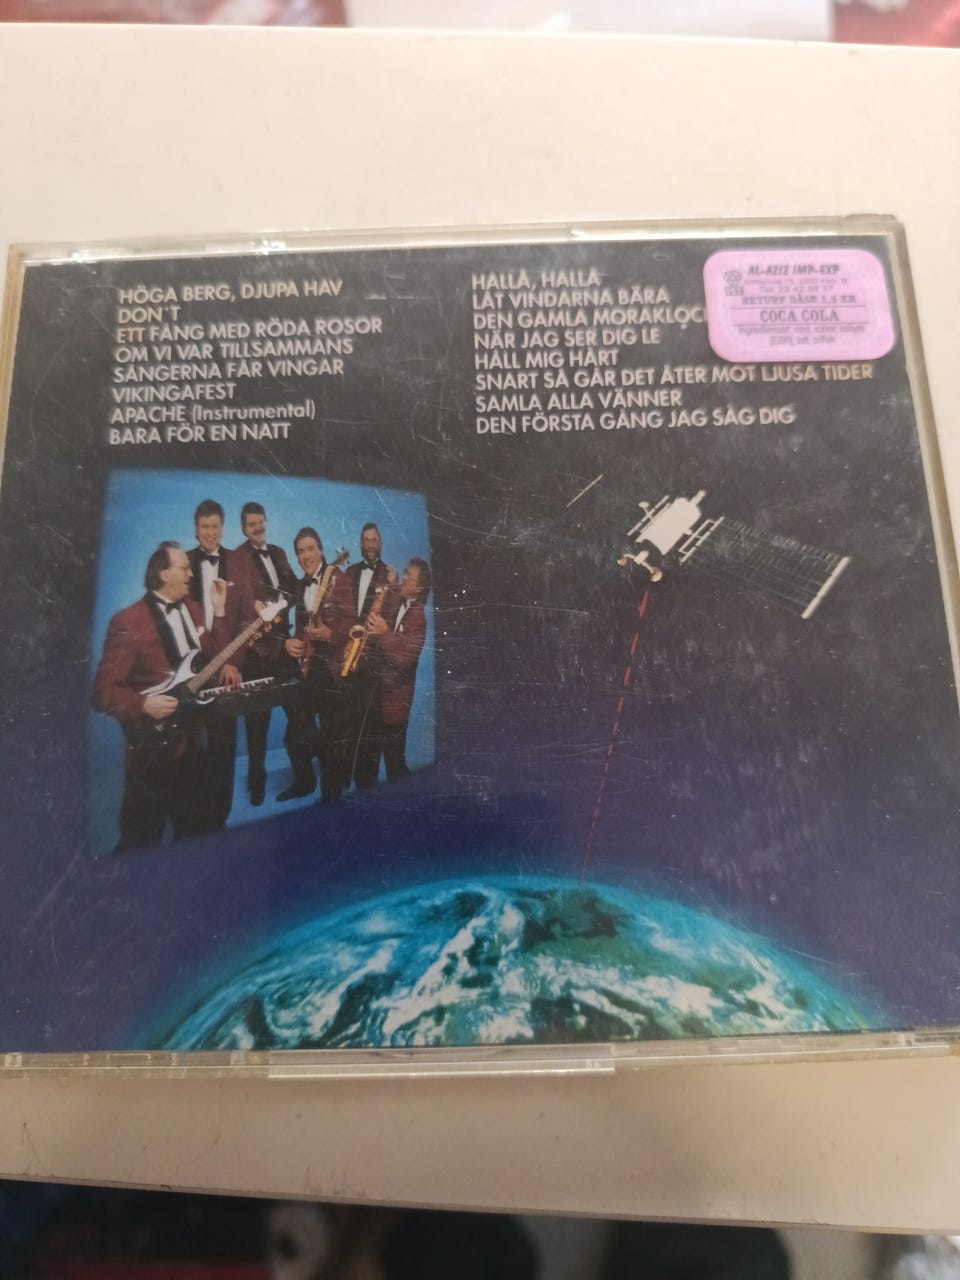 HÖGA BERG, DJUPA HAV
DON'T
ETT FÅNG MED RÖDA ROSOR
OM VI VAR TILLSAMMANS
SÅNGERNA FÅR VINGAR
VIKINGAFEST
APACHE (Instrumental)
BARA FÖR EN NATT
HALLÅ, HALLÅ
LÅT VINDARNA BÄRA
DEN GAMLA MORAKLOC
NÄR JAG SER DIG LE
HÅLL MIG HÅRT
SNART SÅ GÅR DET ÅTER MOT LJUSA TIDER
SAMLA ALLA VÄNNER
DEN FÖRSTA GÅNG JAG SÅG DIG
AL-AZIZ IMP-EXP
RETURF DÅSE 1,5 KR
COCA COLA